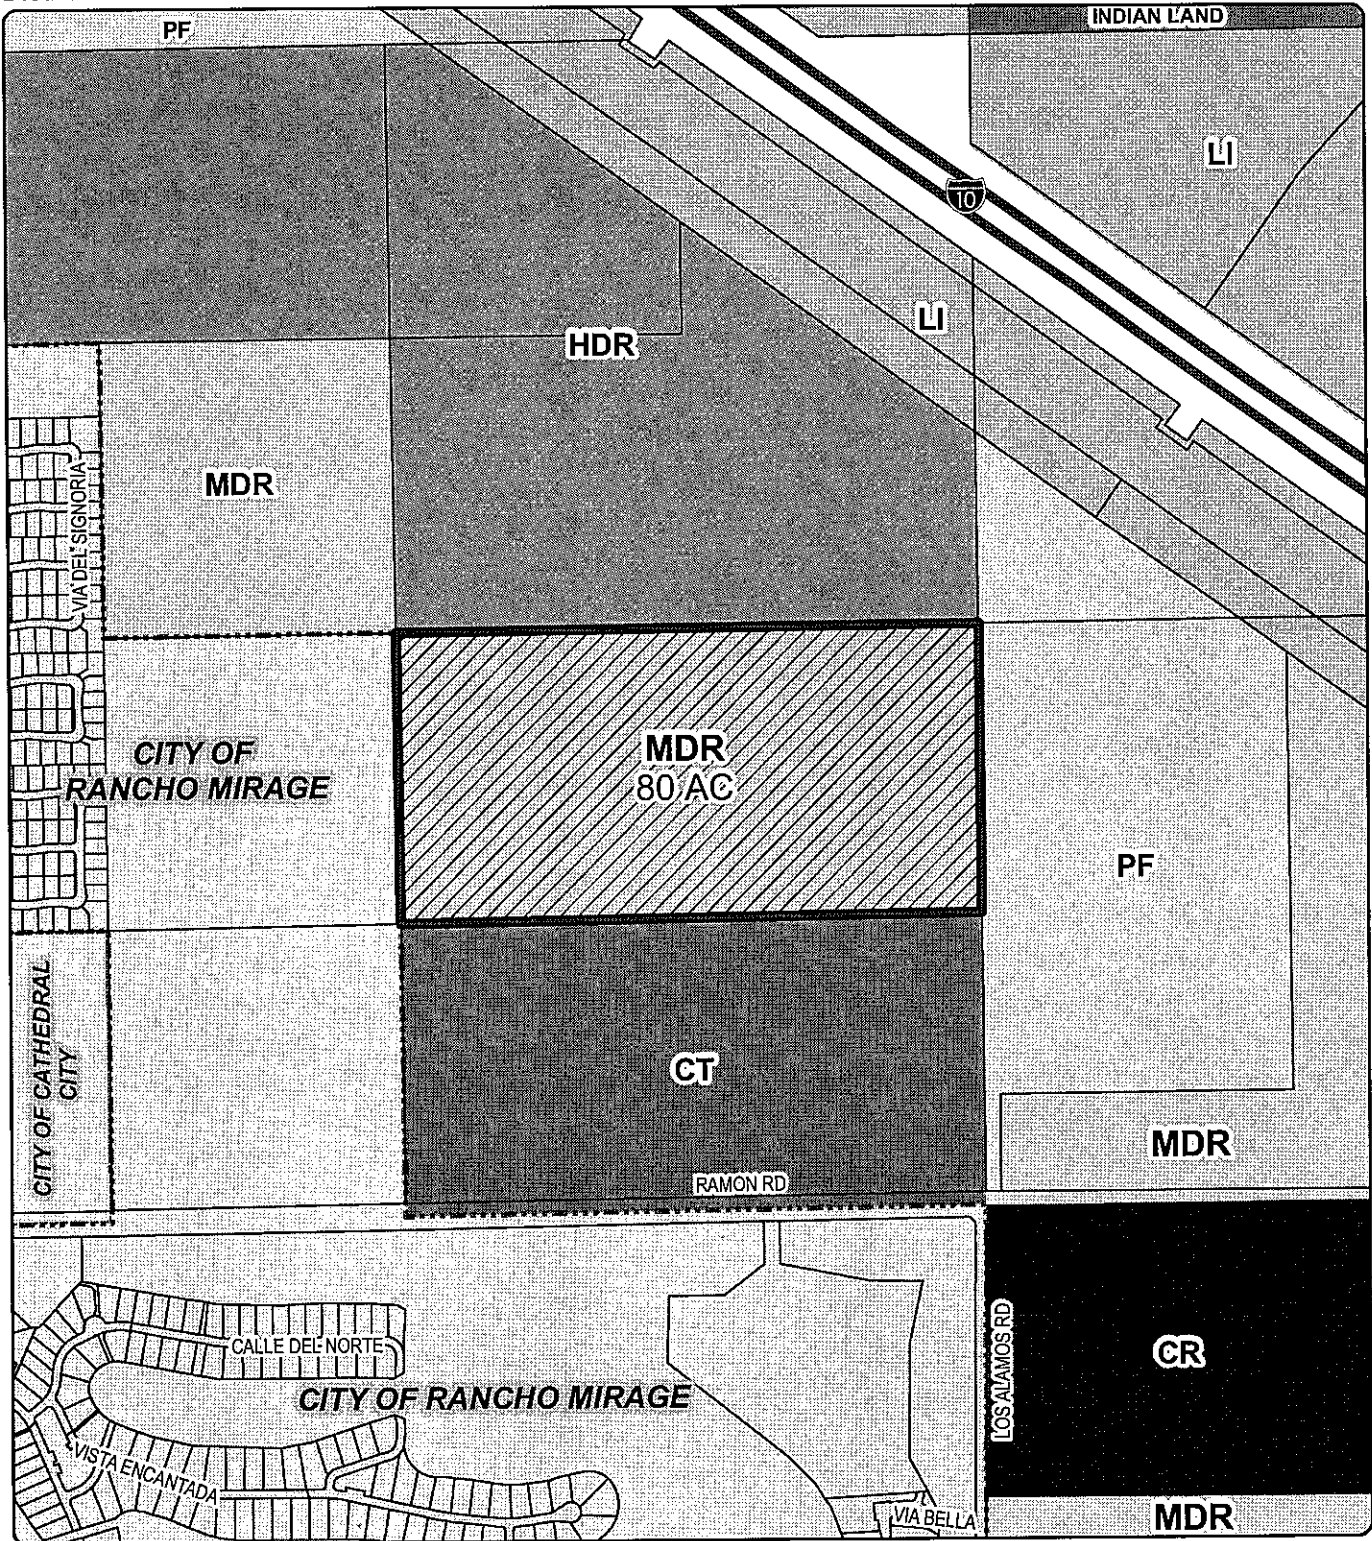 PF
INDIAN LAND
LI
10
LI
HDR
MDR
VIA DEL SIGNORIA
CITY OF
RANCHO MIRAGE
MDR
80 AC
PF
CITY OF CATHEDRAL
CITY
CT
MDR
RAMON RD
LOS ALAMOS RD
CALLE DEL NORTE
CR
CITY OF RANCHO MIRAGE
VISTA ENCANTADA
VIA BELLA
MDR